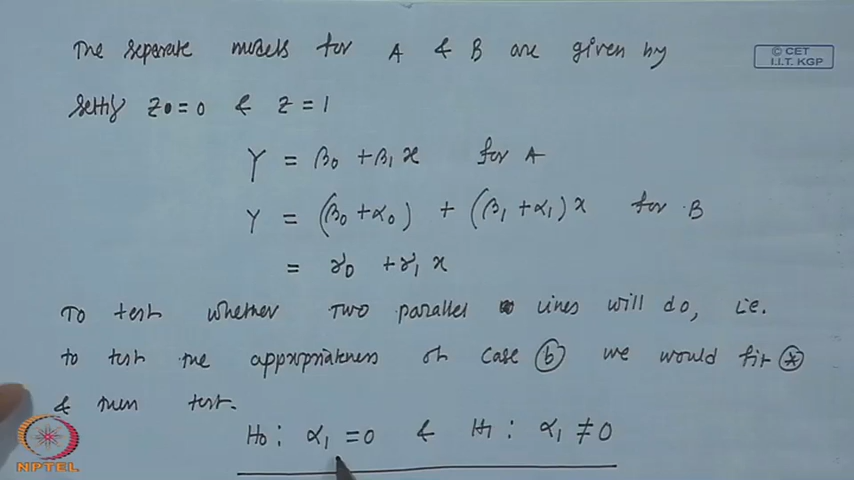 The separate models for A & B are given by
© CET
I.I.T. KGP
setting Z=0 & Z=1
Y = β₀ + β₁ x for A
Y = (β₀ + α₀) + (β₁ + α₁) x for B
= γ₀ + γ₁ x
To test whether two parallel lines will do, i.e.
to test the appropriateness of case ⓑ we would fit ⊛
& then test.
H₀ : α₁ = 0 & H₁ : α₁ ≠ 0
NPTEL